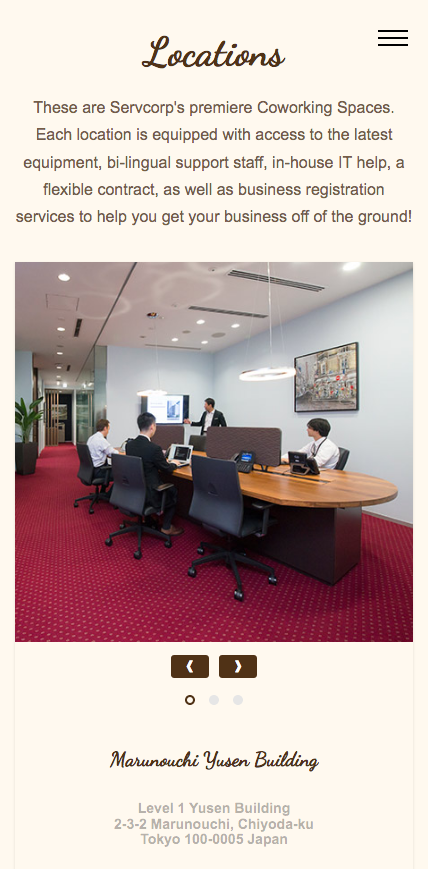 Locations
These are Servcorp's premiere Coworking Spaces.
Each location is equipped with access to the latest
equipment, bi-lingual support staff, in-house IT help, a
flexible contract, as well as business registration
services to help you get your business off of the ground!
Marunouchi Yusen Building
Level 1 Yusen Building
2-3-2 Marunouchi, Chiyoda-ku
Tokyo 100-0005 Japan